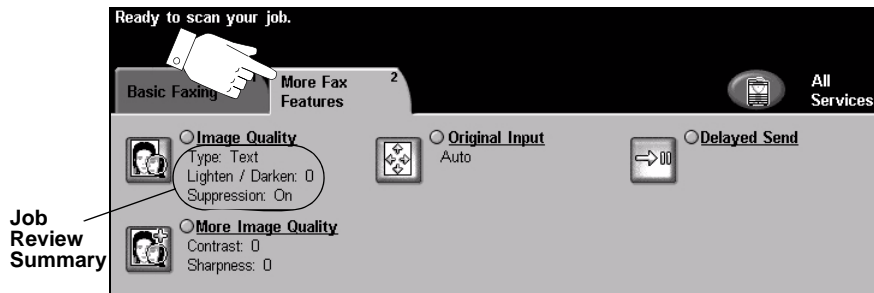 Ready to scan your job.
Basic Faxing
More Fax
Features
2
All
Services
Image Quality
Type: Text
Lighten / Darken: 0
Suppression: On
Original Input
Auto
Delayed Send
More Image Quality
Contrast: 0
Sharpness: 0
Job
Review
Summary